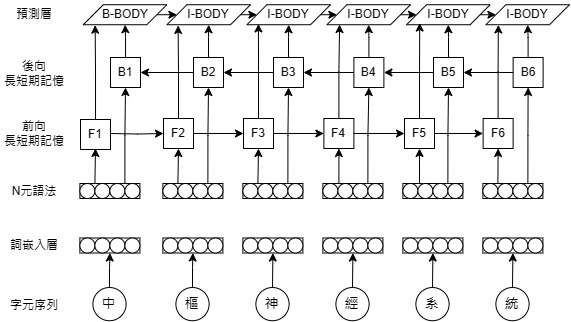 預測層 B-BODY I-BODY I-BODY I-BODY I-BODY I-BODY
後向
長短期記憶 B1 B2 B3 B4 B5 B6
前向
長短期記憶 F1 F2 F3 F4 F5 F6
N元語法
詞嵌入層
字元序列 中 樞 神 經 系 統